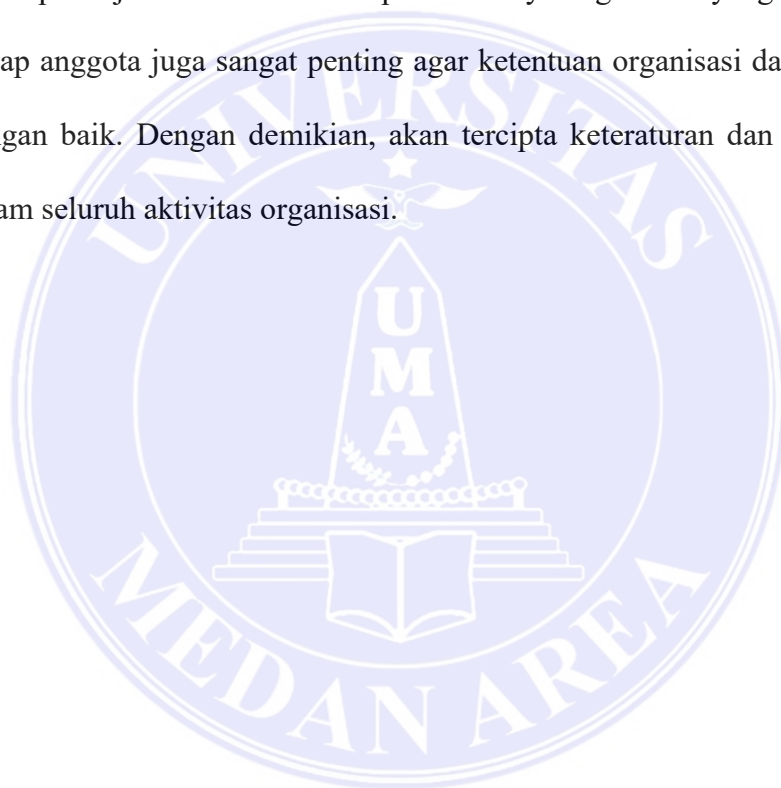 ap anggota juga sangat penting agar ketentuan organisasi da
gan baik. Dengan demikian, akan tercipta keteraturan dan
am seluruh aktivitas organisasi.
UNIVERSITAS
U
M
A
MEDAN AREA